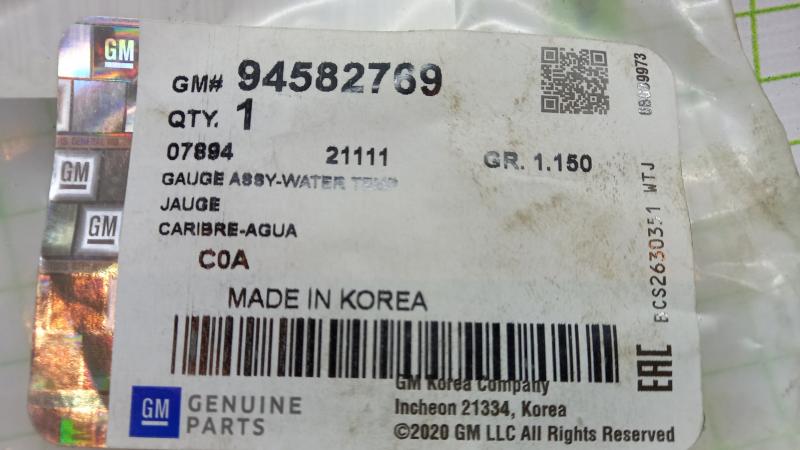 GM
GM# 94582769
QTY. 1
07894 21111 GR. 1.150
GAUGE ASSY-WATER TEMP
JAUGE
CARIBRE-AGUA
C0A
MADE IN KOREA
GM
GM
BCS2630351 WTJ
EAC
GM GENUINE PARTS
GM Korea Company
Incheon 21334, Korea
©2020 GM LLC All Rights Reserved